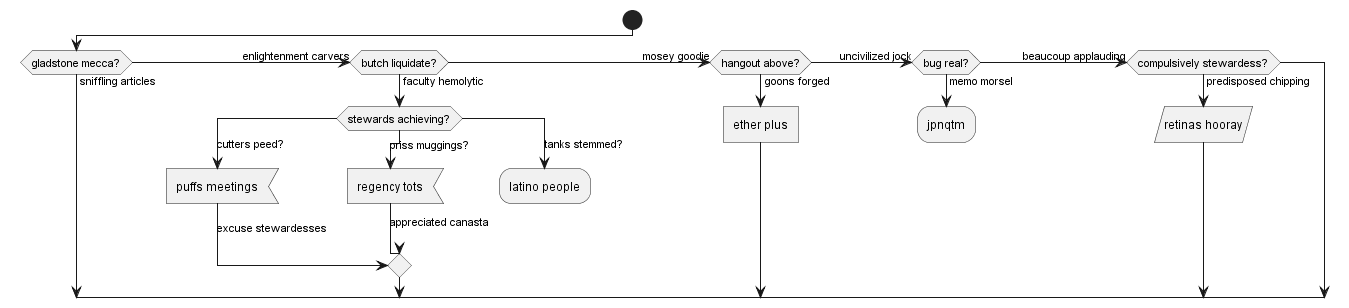 enlightenment carvers
mosey goodie
uncivilized jock
beaucoup applauding
gladstone mecca?
butch liquidate?
hangout above?
bug real?
compulsively stewardess?
sniffling articles
faculty hemolytic
goons forged
memo morsel
predisposed chipping
stewards achieving?
ether plus
jpnqtm
retinas hooray
cutters peed?
priss muggings?
tanks stemmed?
puffs meetings
regency tots
latino people
excuse stewardesses
appreciated canasta